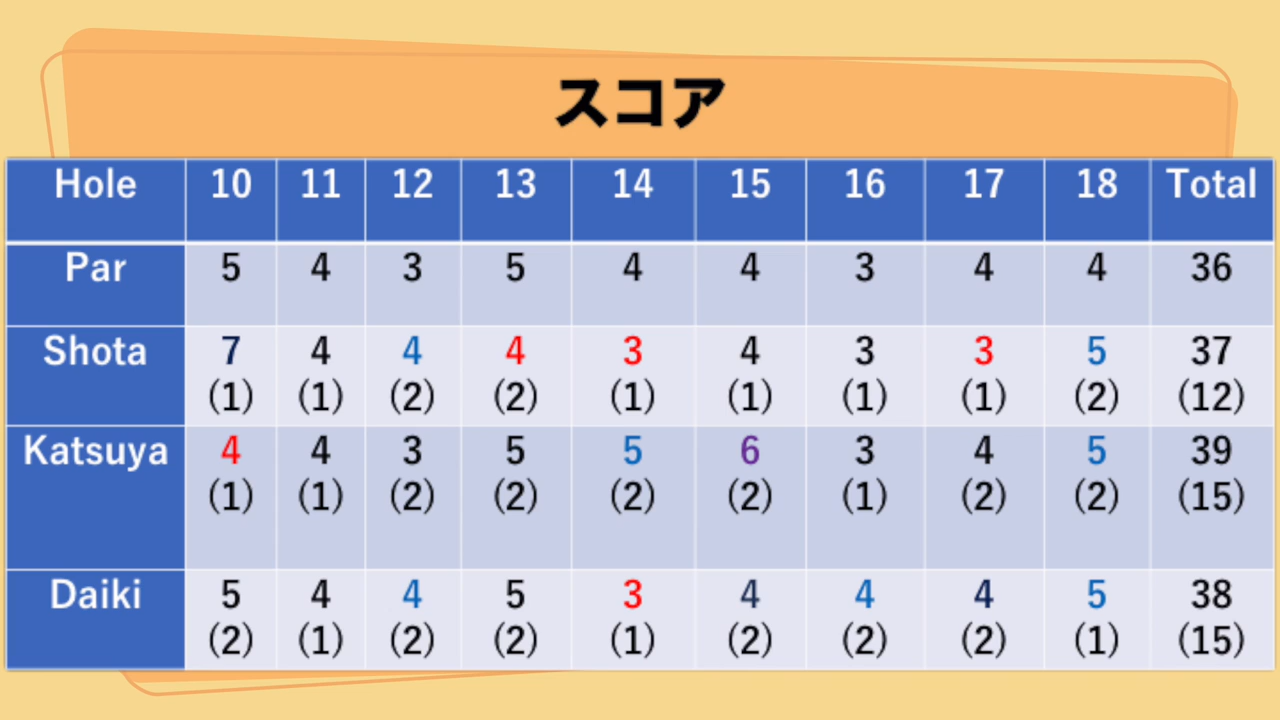 スコア
Hole 10 11 12 13 14 15 16 17 18 Total
Par 5 4 3 5 4 4 3 4 4 36
Shota 7 4 4 4 3 4 3 3 5 37
(1) (1) (2) (2) (1) (1) (1) (1) (2) (12)
Katsuya 4 4 3 5 5 6 3 4 5 39
(1) (1) (2) (2) (2) (2) (1) (2) (2) (15)
Daiki 5 4 4 5 3 4 4 4 5 38
(2) (1) (2) (2) (1) (2) (2) (2) (1) (15)